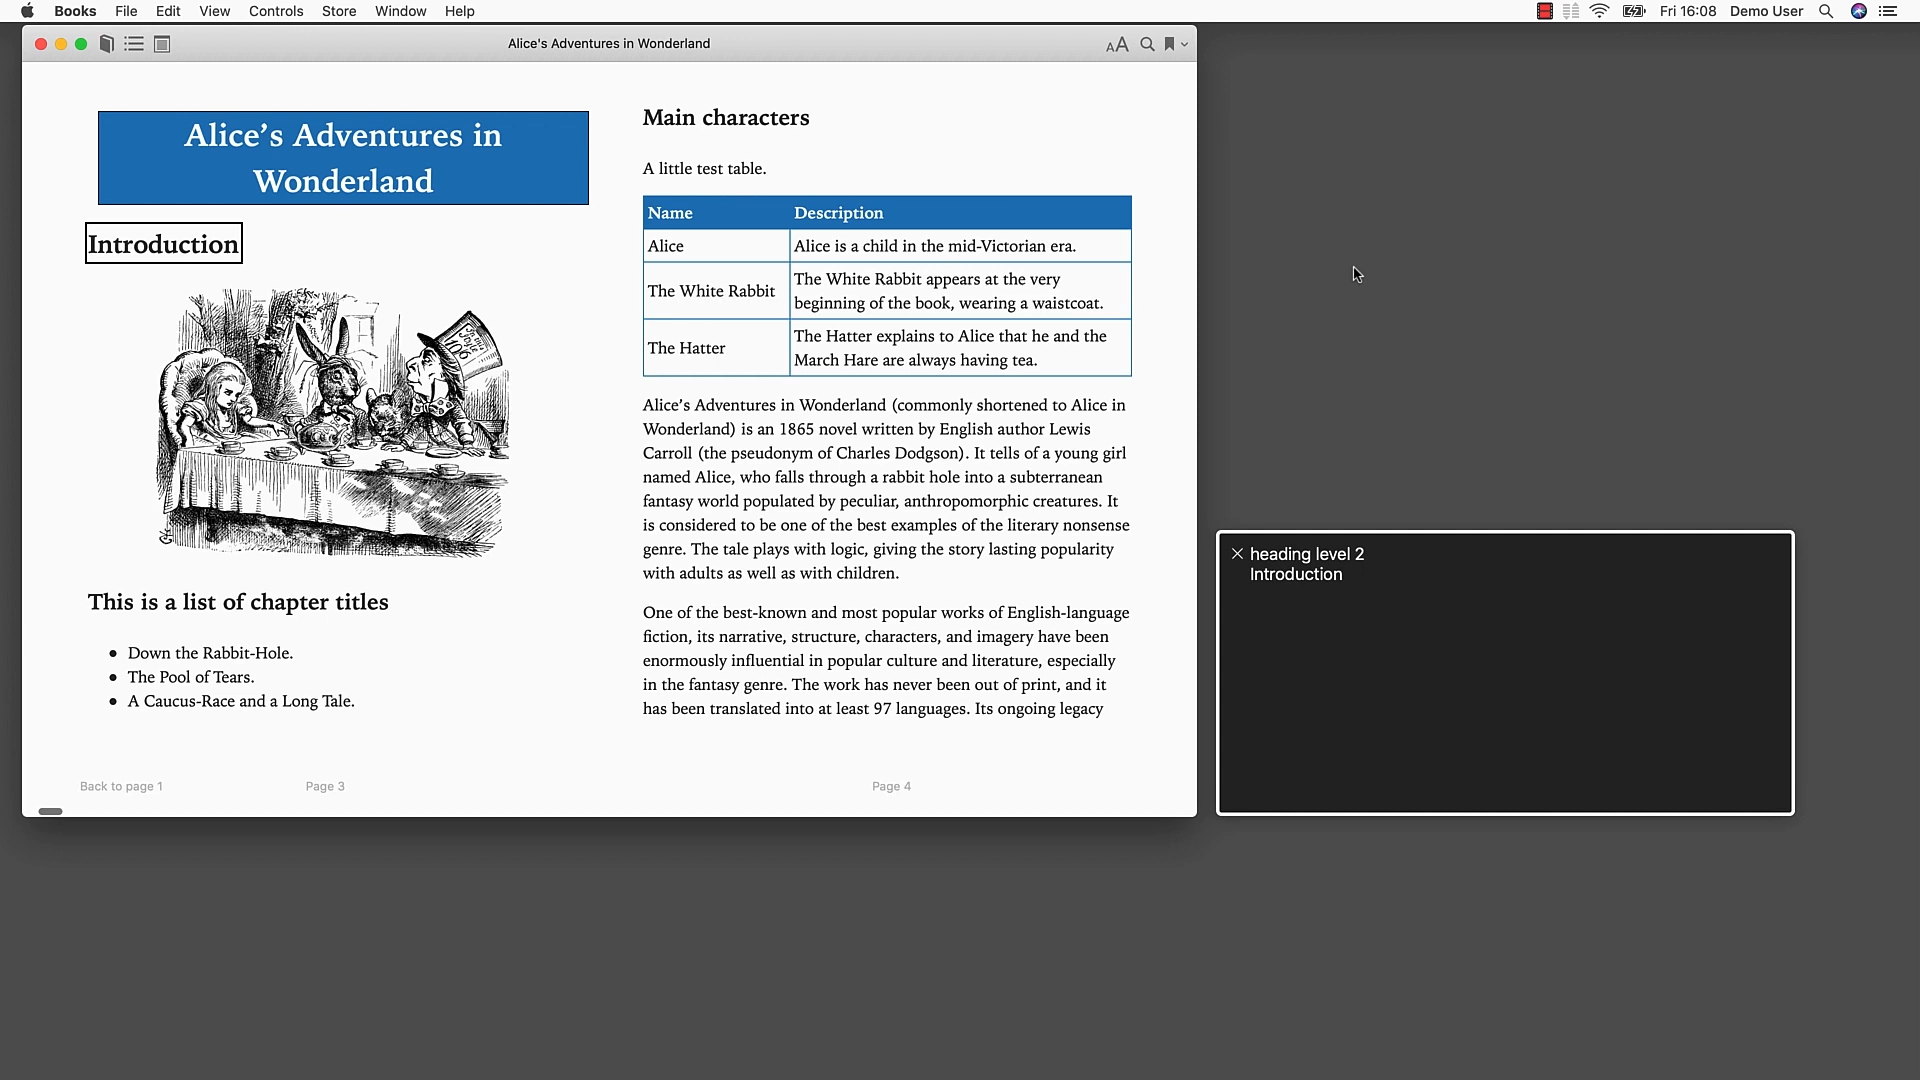 Books File Edit View Controls Store Window Help
Fri 16:08 Demo User
Alice's Adventures in Wonderland
AA
Alice’s Adventures in
Wonderland
Introduction
This is a list of chapter titles
• Down the Rabbit-Hole.
• The Pool of Tears.
• A Caucus-Race and a Long Tale.
Back to page 1
Page 3
Main characters
A little test table.
Name Description
Alice Alice is a child in the mid-Victorian era.
The White Rabbit The White Rabbit appears at the very
beginning of the book, wearing a waistcoat.
The Hatter The Hatter explains to Alice that he and the
March Hare are always having tea.
Alice’s Adventures in Wonderland (commonly shortened to Alice in
Wonderland) is an 1865 novel written by English author Lewis
Carroll (the pseudonym of Charles Dodgson). It tells of a young girl
named Alice, who falls through a rabbit hole into a subterranean
fantasy world populated by peculiar, anthropomorphic creatures. It
is considered to be one of the best examples of the literary nonsense
genre. The tale plays with logic, giving the story lasting popularity
with adults as well as with children.
One of the best-known and most popular works of English-language
fiction, its narrative, structure, characters, and imagery have been
enormously influential in popular culture and literature, especially
in the fantasy genre. The work has never been out of print, and it
has been translated into at least 97 languages. Its ongoing legacy
Page 4
heading level 2
Introduction